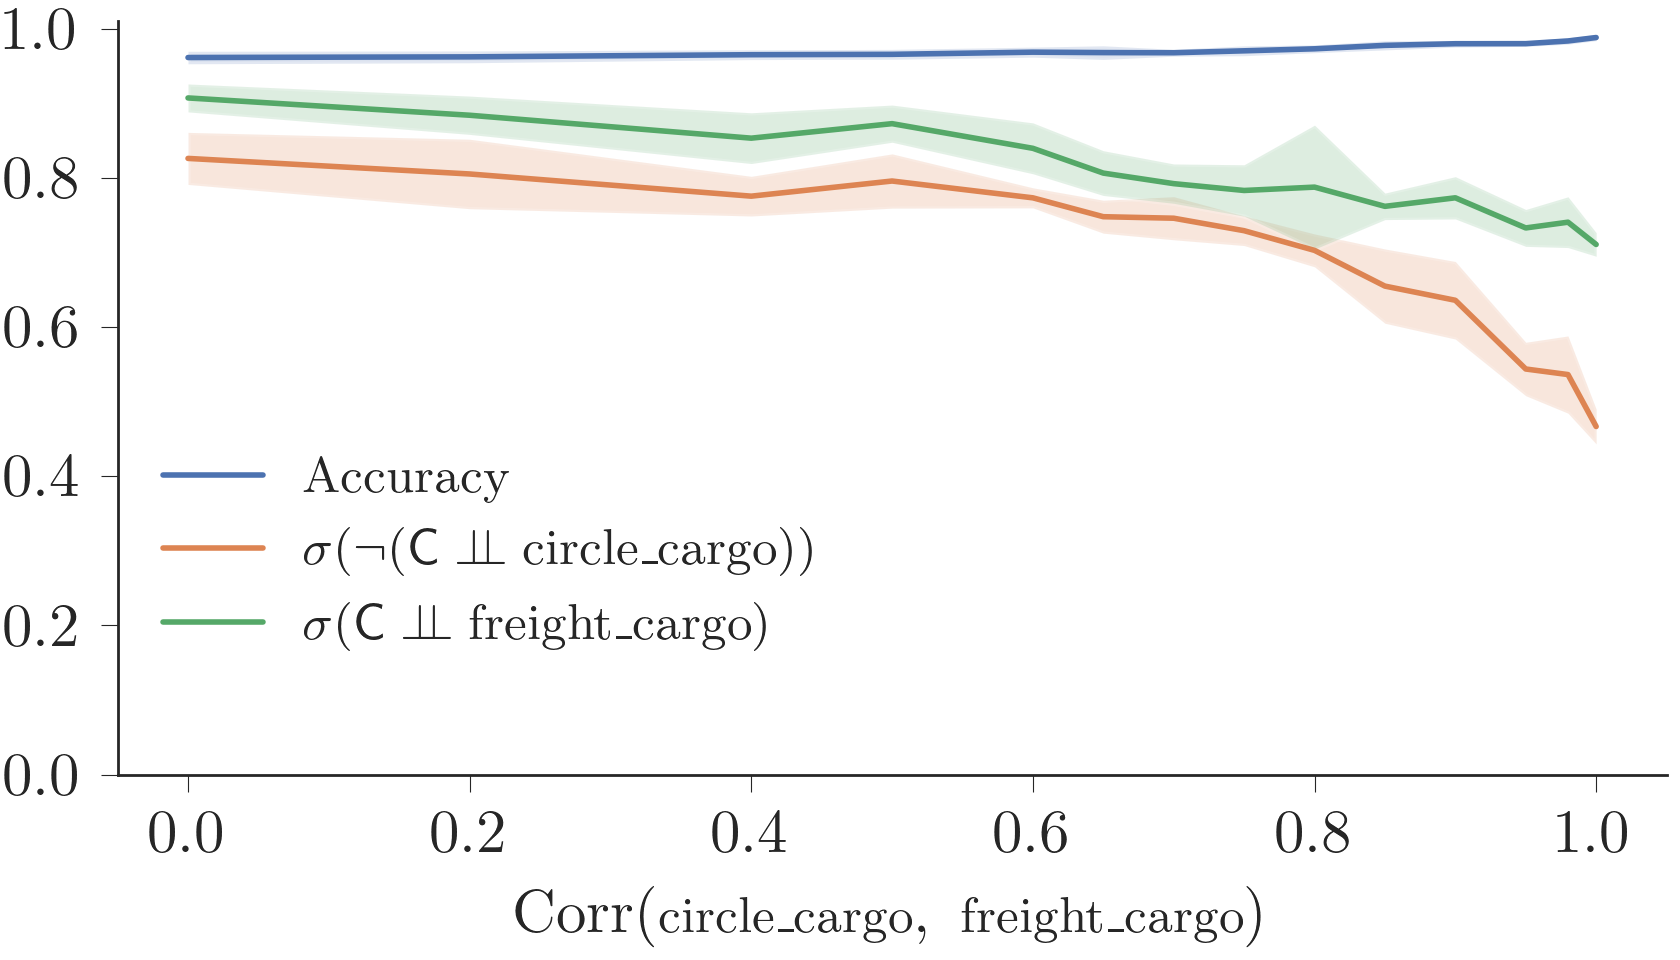 1.0
0.8
0.6
0.4
0.2
0.0
Accuracy
σ(¬(C ⫫ circle_cargo))
σ(C ⫫ freight_cargo)
0.0 0.2 0.4 0.6 0.8 1.0
Corr(circle_cargo, freight_cargo)